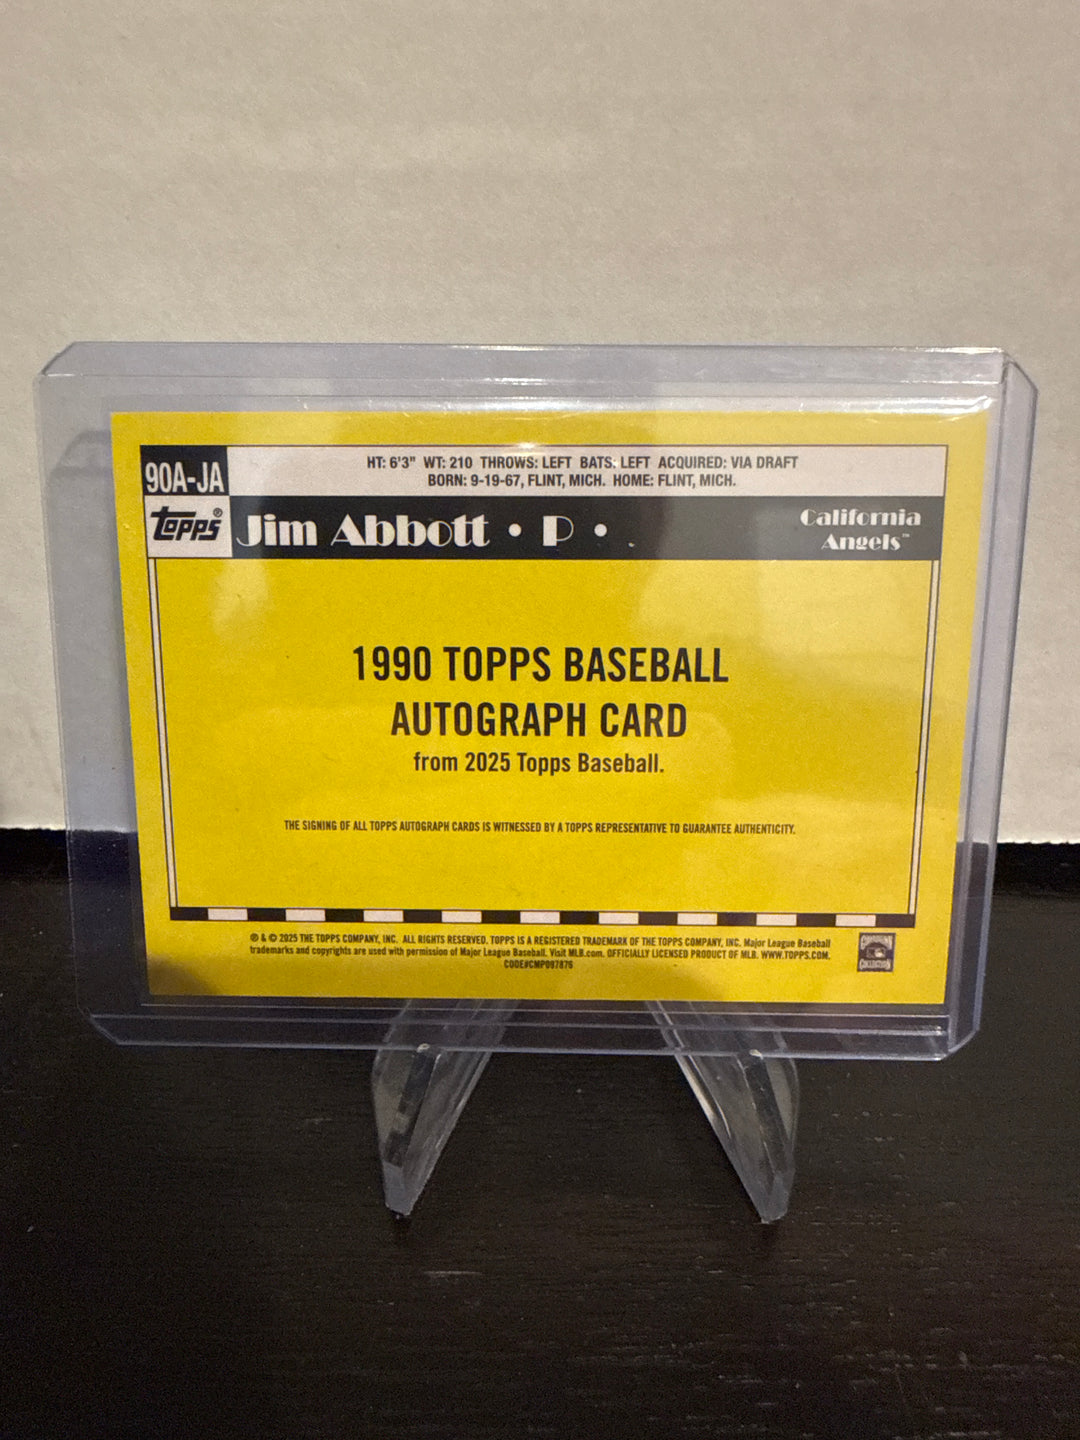 90A-JA
HT: 6'3" WT: 210 THROWS: LEFT BATS: LEFT ACQUIRED: VIA DRAFT
BORN: 9-19-67, FLINT, MICH. HOME: FLINT, MICH.
Topps®
Jim Abbott • P •
California
Angels™
1990 TOPPS BASEBALL
AUTOGRAPH CARD
from 2025 Topps Baseball.
THE SIGNING OF ALL TOPPS AUTOGRAPH CARDS IS WITNESSED BY A TOPPS REPRESENTATIVE TO GUARANTEE AUTHENTICITY.
® & © 2025 THE TOPPS COMPANY, INC. ALL RIGHTS RESERVED. TOPPS IS A REGISTERED TRADEMARK OF THE TOPPS COMPANY, INC. Major League Baseball
trademarks and copyrights are used with permission of Major League Baseball. Visit MLB.com. OFFICIALLY LICENSED PRODUCT OF MLB. WWW.TOPPS.COM.
CODE#CMP097876
COLLECTION